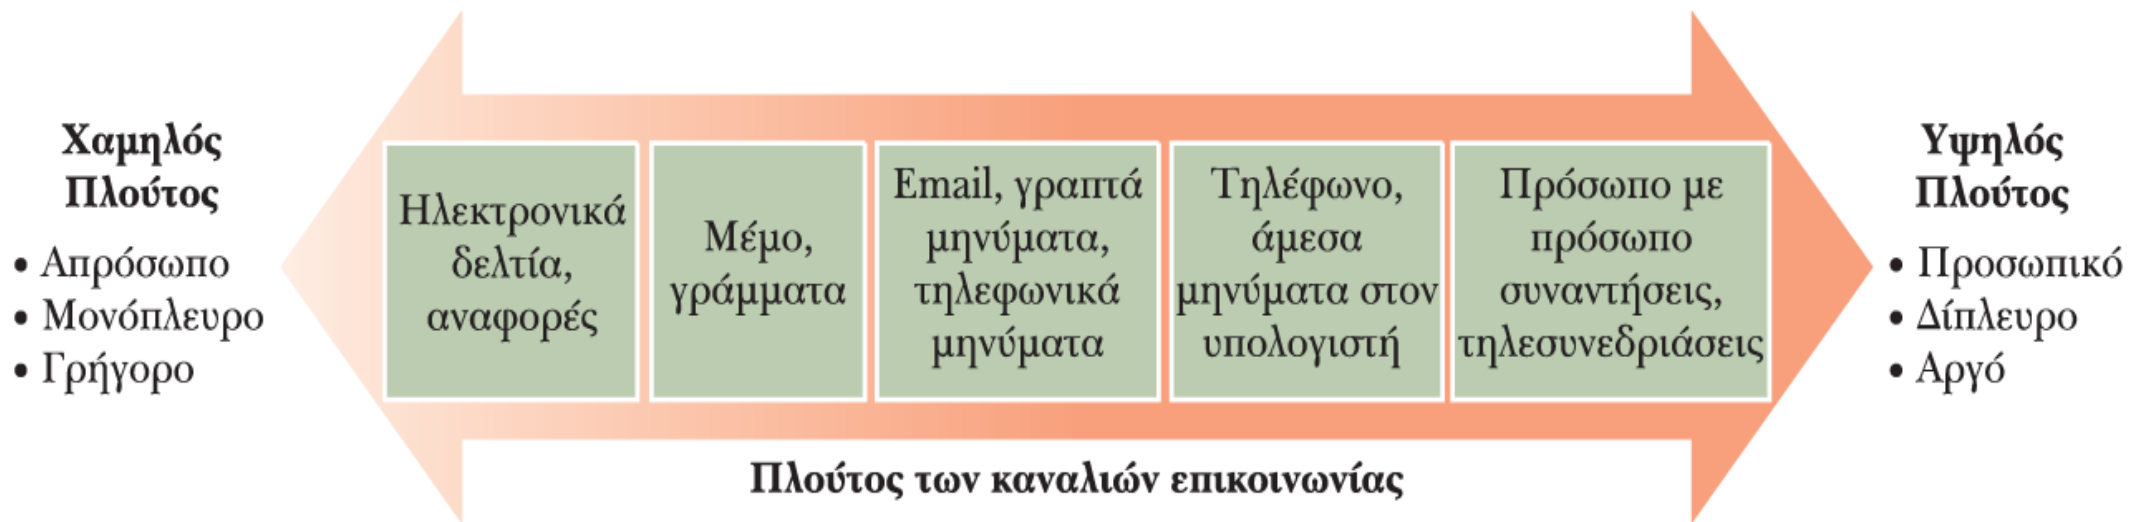 Χαμηλός
Πλούτος
• Απρόσωπο
• Μονόπλευρο
• Γρήγορο
Ηλεκτρονικά
δελτία,
αναφορές
Μέμο,
γράμματα
Email, γραπτά
μηνύματα,
τηλεφωνικά
μηνύματα
Τηλέφωνο,
άμεσα
μηνύματα στον
υπολογιστή
Πρόσωπο με
πρόσωπο
συναντήσεις,
τηλεσυνεδριάσεις
Υψηλός
Πλούτος
• Προσωπικό
• Δίπλευρο
• Αργό
Πλούτος των καναλιών επικοινωνίας